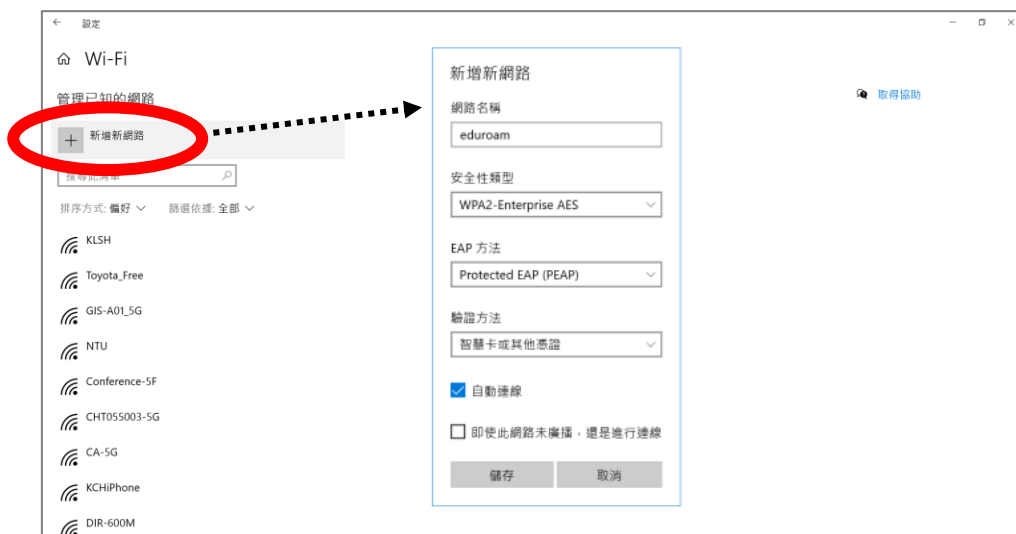 設定
Wi-Fi
管理已知的網路
新增新網路
搜尋此清單
排序方式: 偏好 篩選依據: 全部
KLSH
Toyota_Free
GIS-A01_5G
NTU
Conference-5F
CHT055003-5G
CA-5G
KCHiPhone
DIR-600M
新增新網路
網路名稱
eduroam
安全性類型
WPA2-Enterprise AES
EAP 方法
Protected EAP (PEAP)
驗證方法
智慧卡或其他憑證
自動連線
即使此網路未廣播，還是進行連線
儲存 取消
取得協助